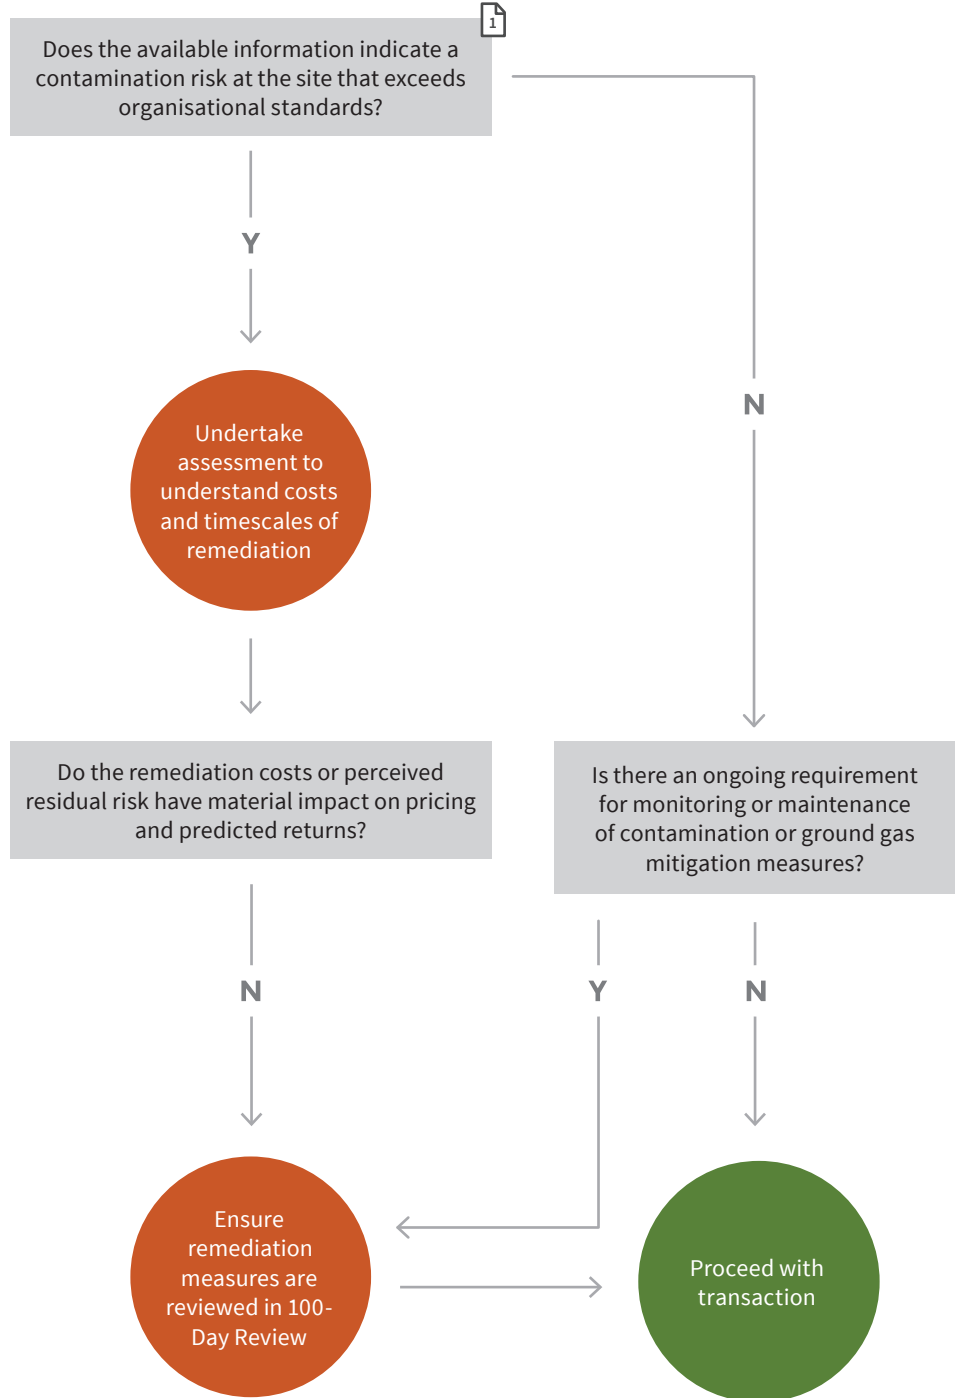 1
Does the available information indicate a
contamination risk at the site that exceeds
organisational standards?
Y
N
Undertake
assessment to
understand costs
and timescales of
remediation
Do the remediation costs or perceived
residual risk have material impact on pricing
and predicted returns?
Is there an ongoing requirement
for monitoring or maintenance
of contamination or ground gas
mitigation measures?
N
Y
N
Ensure
remediation
measures are
reviewed in 100-
Day Review
Proceed with
transaction